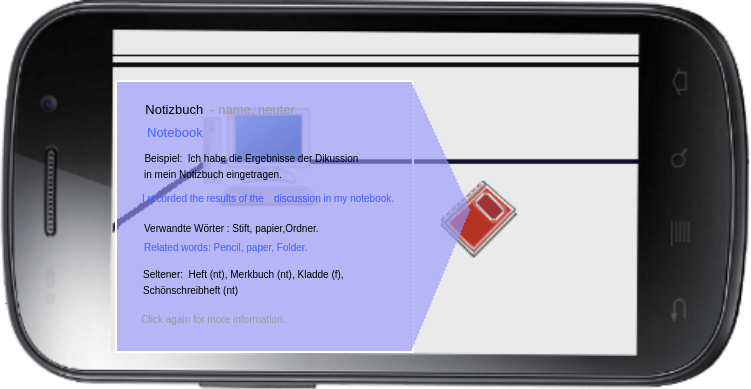 Notizbuch - name, neuter
Notebook
Beispiel: Ich habe die Ergebnisse der Dikussion
in mein Notizbuch eingetragen.
I recorded the results of the discussion in my notebook.
Verwandte Wörter : Stift, papier,Ordner.
Related words: Pencil, paper, Folder.
Seltener: Heft (nt), Merkbuch (nt), Kladde (f),
Schönschreibheft (nt)
Click again for more information.